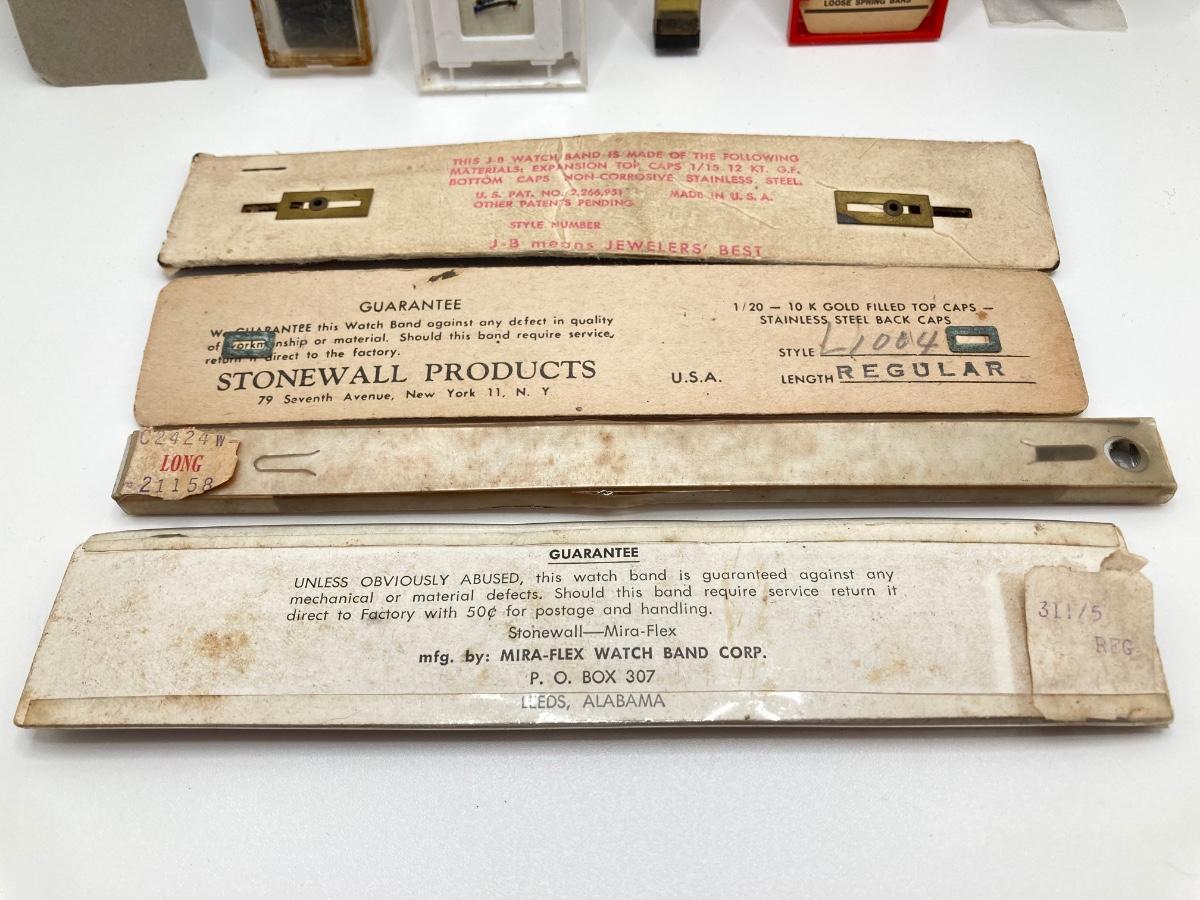 LOOSE SPRING BARS
THIS J-B WATCH BAND IS MADE OF THE FOLLOWING
MATERIALS: EXPANSION TOP CAPS 1/15 12 KT. G.F.
BOTTOM CAPS NON-CORROSIVE STAINLESS STEEL.
U. S. PAT. NO. 2,266,951 MADE IN U. S. A.
OTHER PATENTS PENDING
STYLE NUMBER
J-B means JEWELERS' BEST
GUARANTEE
GUARANTEE this Watch Band against any defect in quality
of workmanship or material. Should this band require service,
return it direct to the factory.
STONEWALL PRODUCTS
79 Seventh Avenue, New York 11, N. Y
U.S.A.
1/20 — 10 K GOLD FILLED TOP CAPS —
STAINLESS STEEL BACK CAPS
STYLE L1004
LENGTH REGULAR
C2424W
LONG
21158
GUARANTEE
UNLESS OBVIOUSLY ABUSED, this watch band is guaranteed against any
mechanical or material defects. Should this band require service return it
direct to Factory with 50¢ for postage and handling.
Stonewall—Mira-Flex
mfg. by: MIRA-FLEX WATCH BAND CORP.
P. O. BOX 307
LEEDS, ALABAMA
311/5
REG